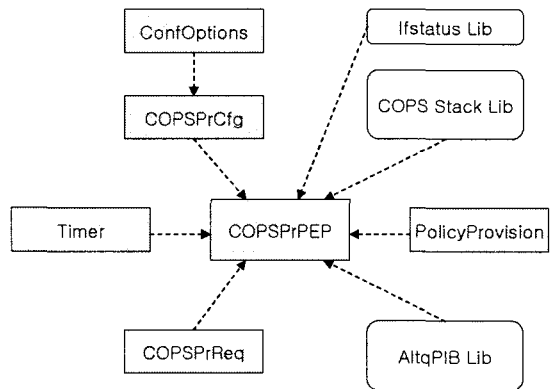 ConfOptions
Ifstatus Lib
COPSPrCfg
COPS Stack Lib
Timer
COPSPrPEP
PolicyProvision
COPSPrReq
AltqPIB Lib